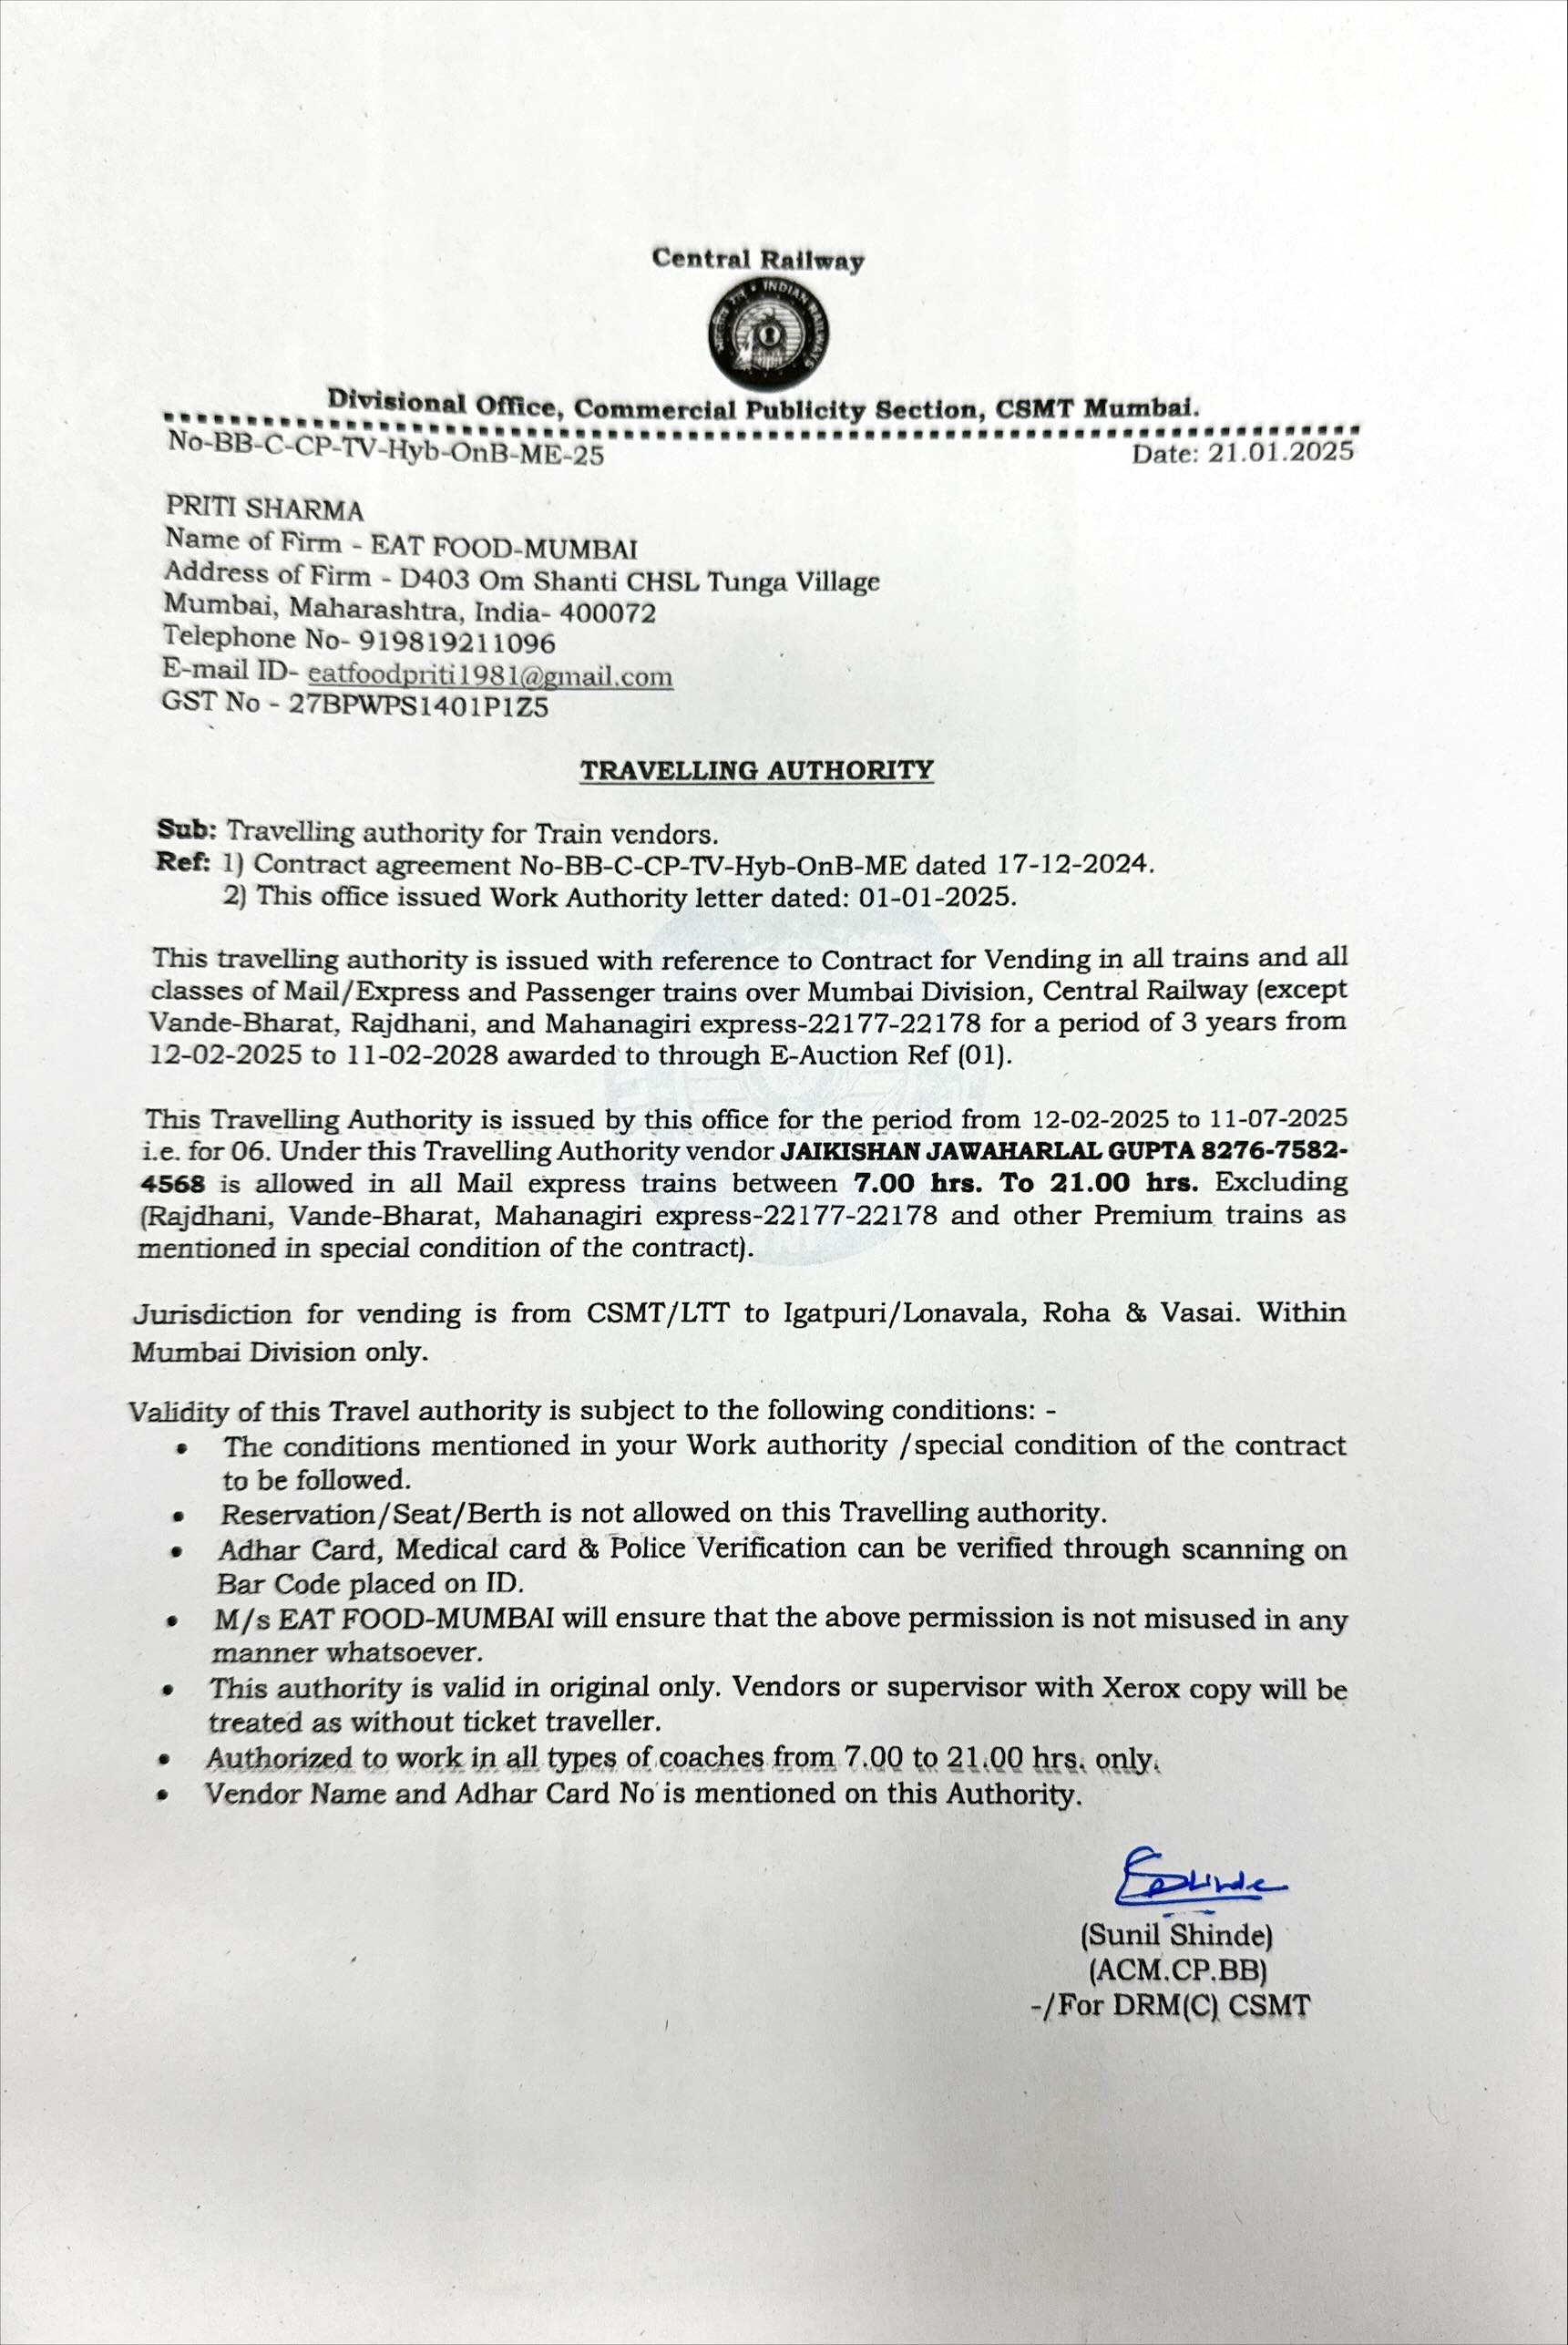 Central Railway
INDIAN RAILWAYS
Divisional Office, Commercial Publicity Section, CSMT Mumbai.
No-BB-C-CP-TV-Hyb-OnB-ME-25 Date: 21.01.2025
PRITI SHARMA
Name of Firm - EAT FOOD-MUMBAI
Address of Firm - D403 Om Shanti CHSL Tunga Village
Mumbai, Maharashtra, India- 400072
Telephone No- 919819211096
E-mail ID- eatfoodpriti1981@gmail.com
GST No - 27BPWPS1401P1Z5
TRAVELLING AUTHORITY
Sub: Travelling authority for Train vendors.
Ref: 1) Contract agreement No-BB-C-CP-TV-Hyb-OnB-ME dated 17-12-2024.
2) This office issued Work Authority letter dated: 01-01-2025.
This travelling authority is issued with reference to Contract for Vending in all trains and all
classes of Mail/Express and Passenger trains over Mumbai Division, Central Railway (except
Vande-Bharat, Rajdhani, and Mahanagiri express-22177-22178 for a period of 3 years from
12-02-2025 to 11-02-2028 awarded to through E-Auction Ref (01).
This Travelling Authority is issued by this office for the period from 12-02-2025 to 11-07-2025
i.e. for 06. Under this Travelling Authority vendor JAIKISHAN JAWAHARLAL GUPTA 8276-7582-
4568 is allowed in all Mail express trains between 7.00 hrs. To 21.00 hrs. Excluding
(Rajdhani, Vande-Bharat, Mahanagiri express-22177-22178 and other Premium trains as
mentioned in special condition of the contract).
Jurisdiction for vending is from CSMT/LTT to Igatpuri/Lonavala, Roha & Vasai. Within
Mumbai Division only.
Validity of this Travel authority is subject to the following conditions: -
• The conditions mentioned in your Work authority /special condition of the contract
to be followed.
• Reservation/Seat/Berth is not allowed on this Travelling authority.
• Adhar Card, Medical card & Police Verification can be verified through scanning on
Bar Code placed on ID.
• M/s EAT FOOD-MUMBAI will ensure that the above permission is not misused in any
manner whatsoever.
• This authority is valid in original only. Vendors or supervisor with Xerox copy will be
treated as without ticket traveller.
• Authorized to work in all types of coaches from 7.00 to 21.00 hrs. only.
• Vendor Name and Adhar Card No is mentioned on this Authority.
(Sunil Shinde)
(ACM.CP.BB)
-/For DRM(C) CSMT